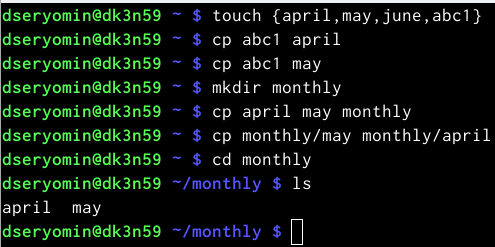 dseryomin@dk3n59 ~ $ touch {april,may,june,abc1}
dseryomin@dk3n59 ~ $ cp abc1 april
dseryomin@dk3n59 ~ $ cp abc1 may
dseryomin@dk3n59 ~ $ mkdir monthly
dseryomin@dk3n59 ~ $ cp april may monthly
dseryomin@dk3n59 ~ $ cp monthly/may monthly/april
dseryomin@dk3n59 ~ $ cd monthly
dseryomin@dk3n59 ~/monthly $ ls
april  may
dseryomin@dk3n59 ~/monthly $